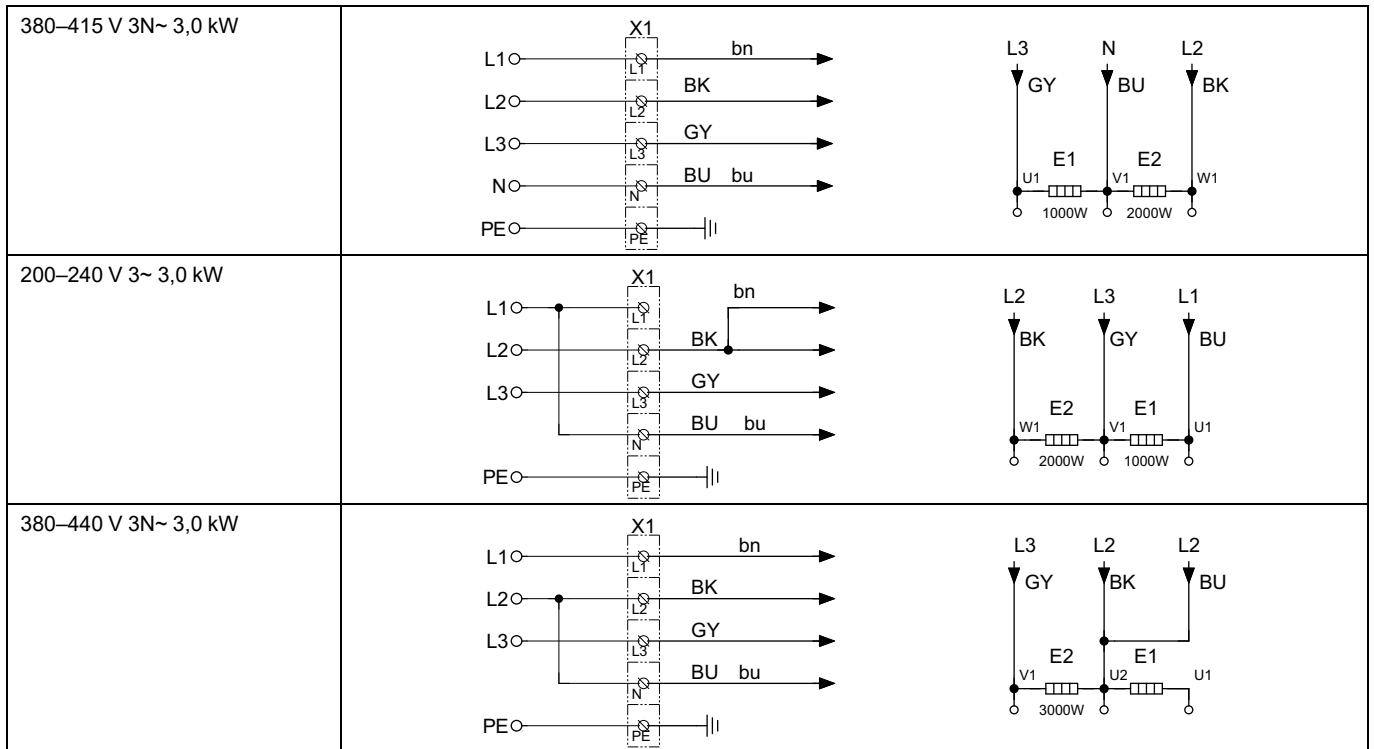 380–415 V 3N~ 3,0 kW
X1
L1
L1
bn
L2
L2
BK
L3
L3
GY
N
N
BU bu
PE
PE
L3 N L2
GY BU BK
E1 E2
U1 V1 W1
1000W 2000W
200–240 V 3~ 3,0 kW
X1
L1
L1
bn
L2
L2
BK
L3
L3
GY
N
BU bu
PE
PE
L2 L3 L1
BK GY BU
E2 E1
W1 V1 U1
2000W 1000W
380–440 V 3N~ 3,0 kW
X1
L1
L1
bn
L2
L2
BK
L3
L3
GY
N
BU bu
PE
PE
L3 L2 L2
GY BK BU
E2 E1
V1 U2 U1
3000W